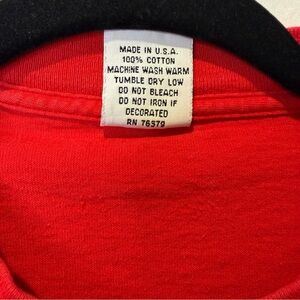 MADE IN U.S.A.
100% COTTON
MACHINE WASH WARM
TUMBLE DRY LOW
DO NOT BLEACH
DO NOT IRON IF
DECORATED
RN 76579